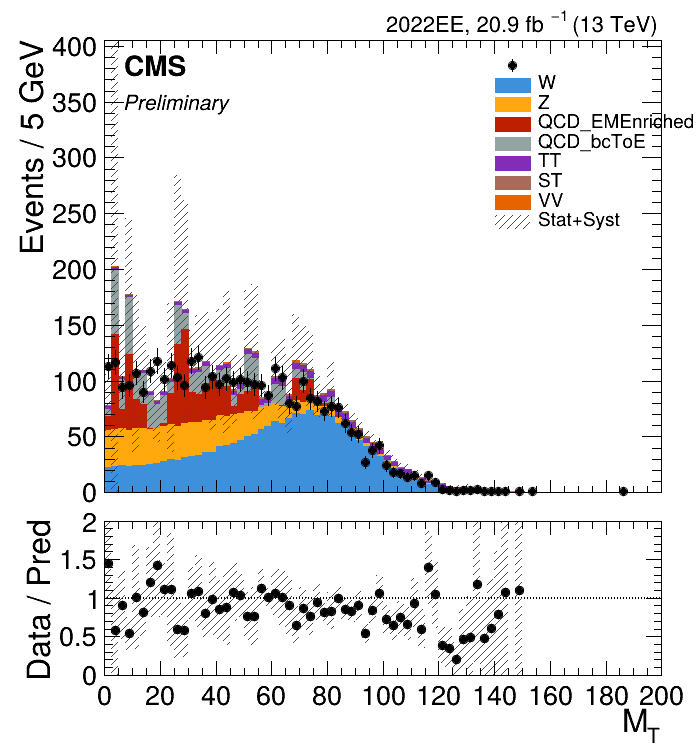 2022EE, 20.9 fb −1 (13 TeV)
CMS
Preliminary
Events / 5 GeV
400
350
300
250
200
150
100
50
0
W
Z
QCD_EMEnriched
QCD_bcToE
TT
ST
VV
Stat+Syst
Data / Pred
2
1.5
1
0.5
0
0 20 40 60 80 100 120 140 160 180 200
M_T